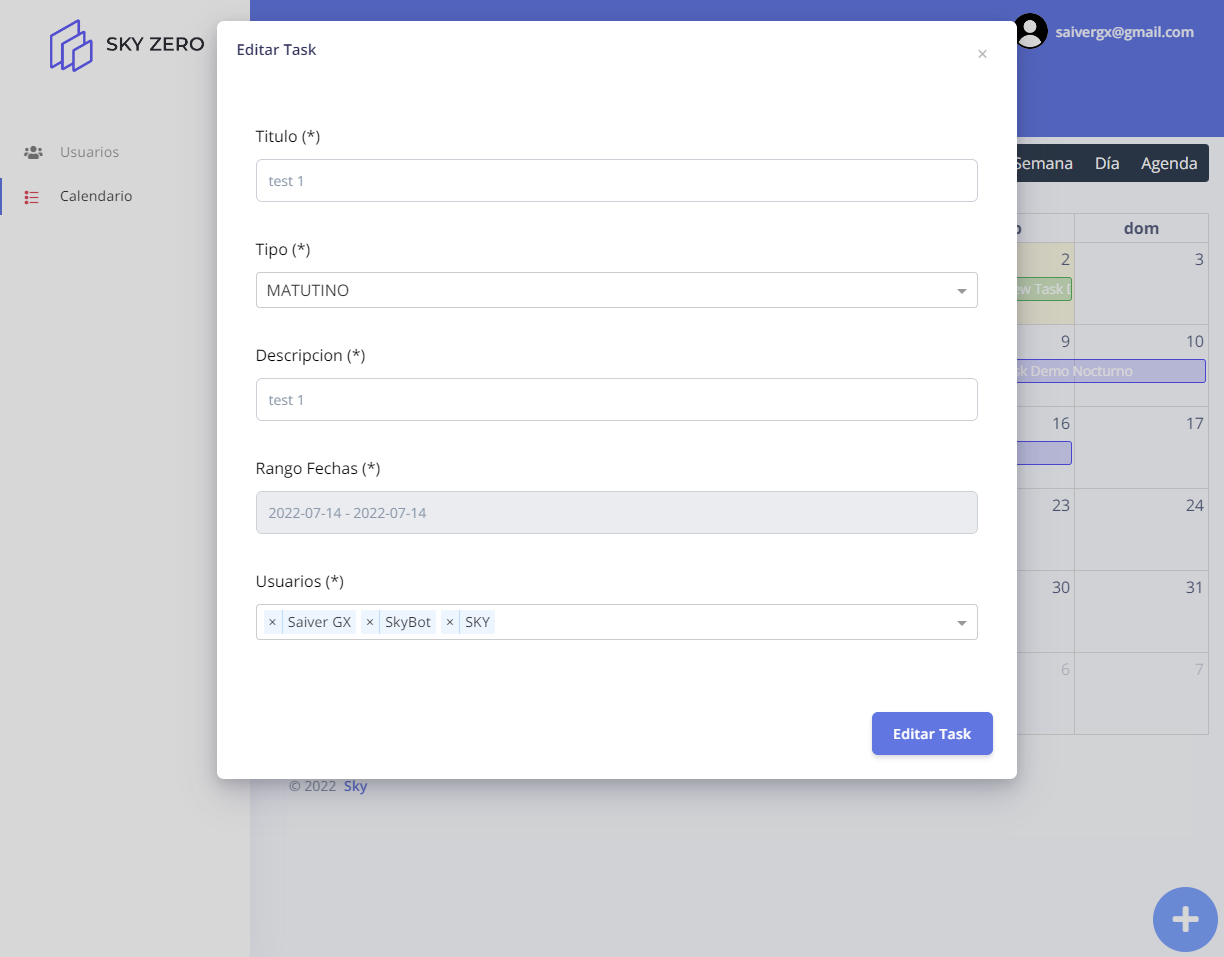 SKY ZERO
saivergx@gmail.com
Usuarios
Calendario
Editar Task
×
Titulo (*)
test 1
Tipo (*)
MATUTINO
Descripcion (*)
test 1
Rango Fechas (*)
2022-07-14 - 2022-07-14
Usuarios (*)
× Saiver GX × SkyBot × SKY
Editar Task
Semana Día Agenda
dom
2 3
Task
9 10
Demo Nocturno
16 17
23 24
30 31
6 7
© 2022 Sky